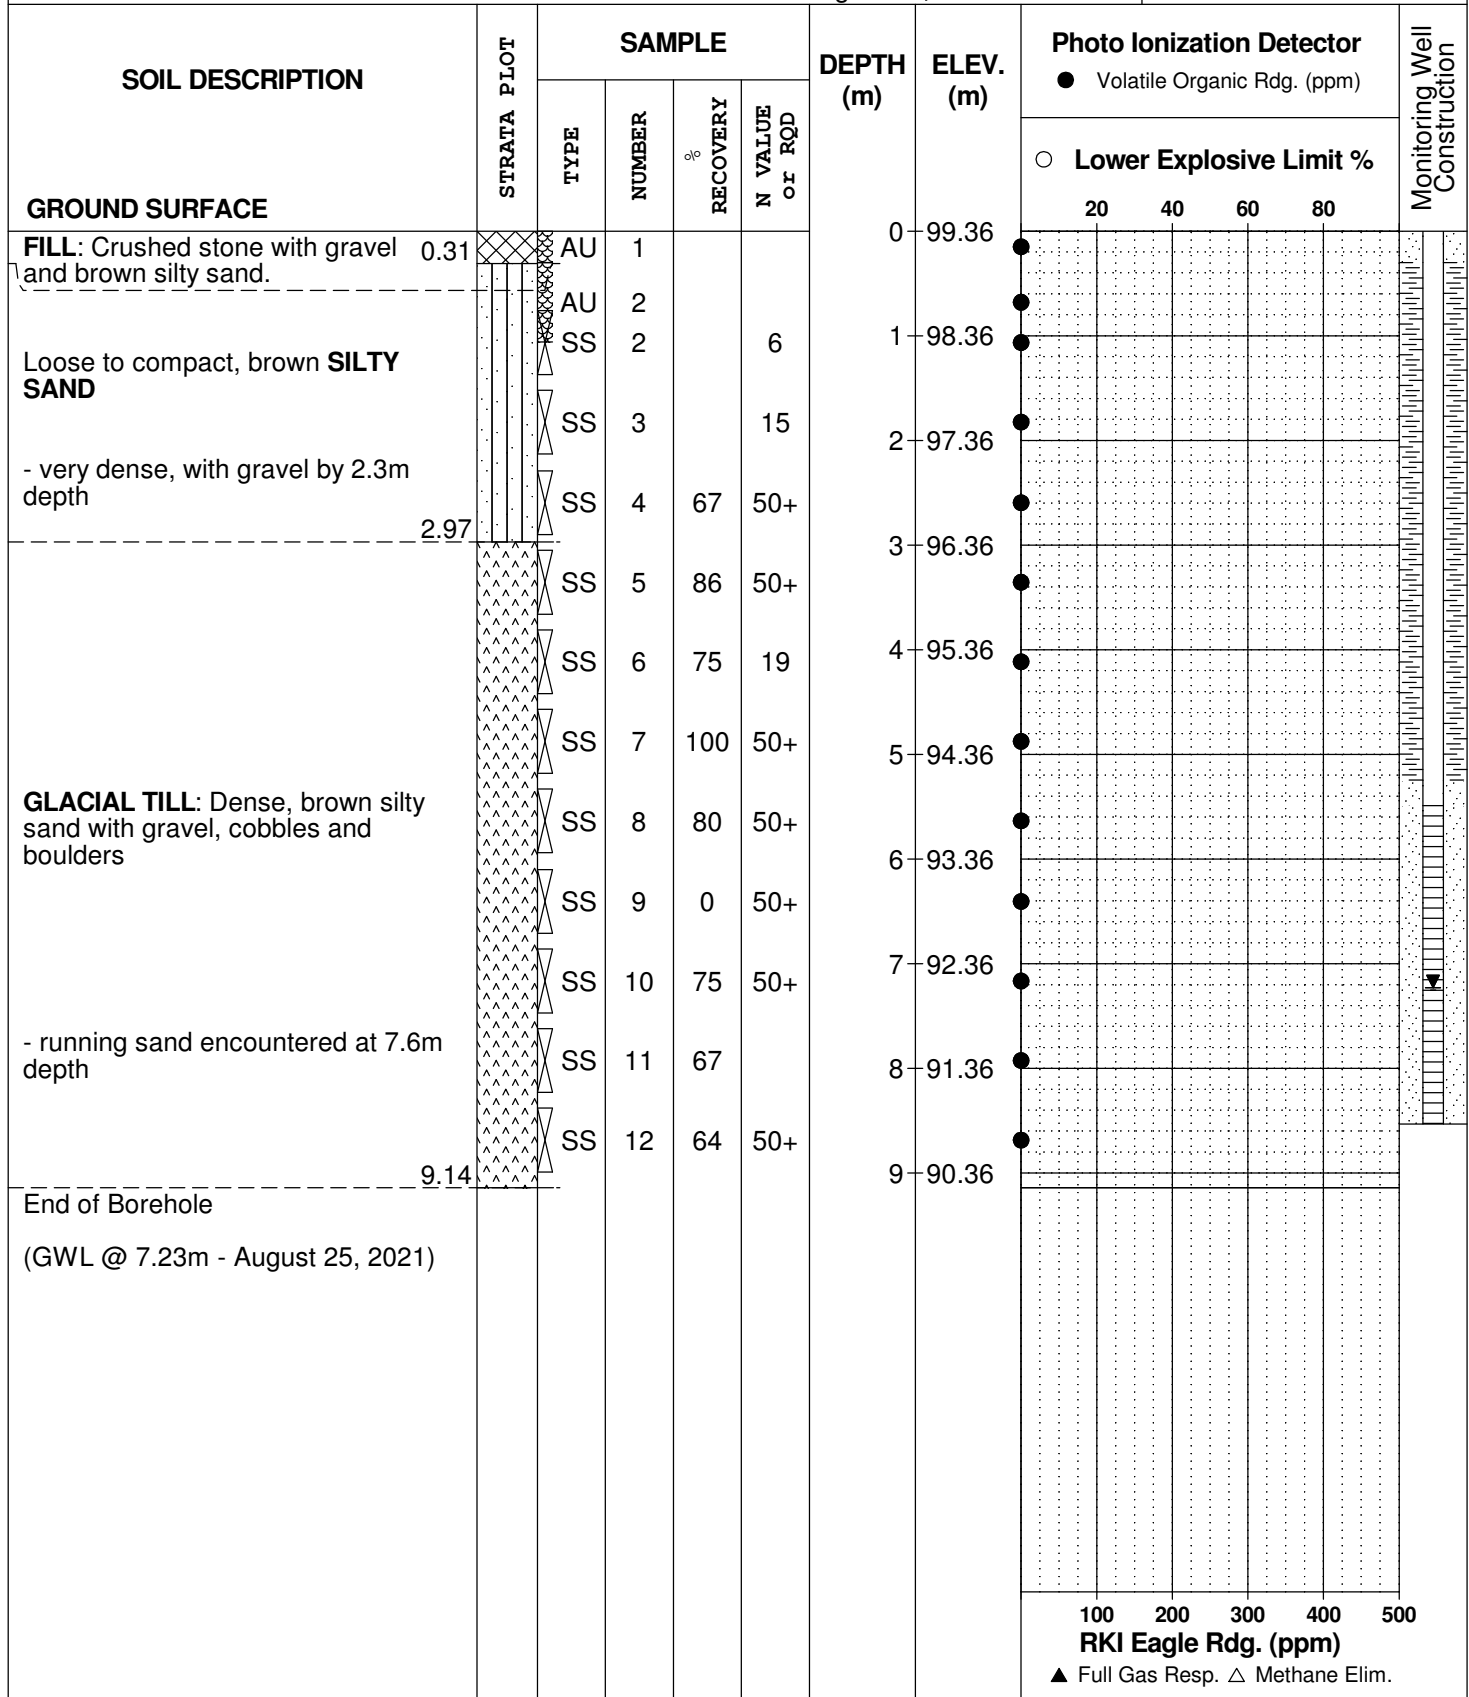 SOIL DESCRIPTION
GROUND SURFACE
STRATA PLOT
SAMPLE
TYPE
NUMBER
% RECOVERY
N VALUE or RQD
DEPTH (m)
ELEV. (m)
Photo Ionization Detector
● Volatile Organic Rdg. (ppm)
○ Lower Explosive Limit %
20 40 60 80
Monitoring Well Construction
0 99.36
FILL: Crushed stone with gravel 0.31 AU 1
and brown silty sand.
AU 2
SS 2 6
1 98.36
Loose to compact, brown SILTY
SAND
SS 3 15
2 97.36
- very dense, with gravel by 2.3m
depth
SS 4 67 50+
2.97
3 96.36
SS 5 86 50+
4 95.36
SS 6 75 19
SS 7 100 50+
5 94.36
GLACIAL TILL: Dense, brown silty
sand with gravel, cobbles and
boulders
SS 8 80 50+
6 93.36
SS 9 0 50+
7 92.36
SS 10 75 50+
- running sand encountered at 7.6m
depth
SS 11 67
8 91.36
SS 12 64 50+
9.14
9 90.36
End of Borehole
(GWL @ 7.23m - August 25, 2021)
100 200 300 400 500
RKI Eagle Rdg. (ppm)
▲ Full Gas Resp. △ Methane Elim.